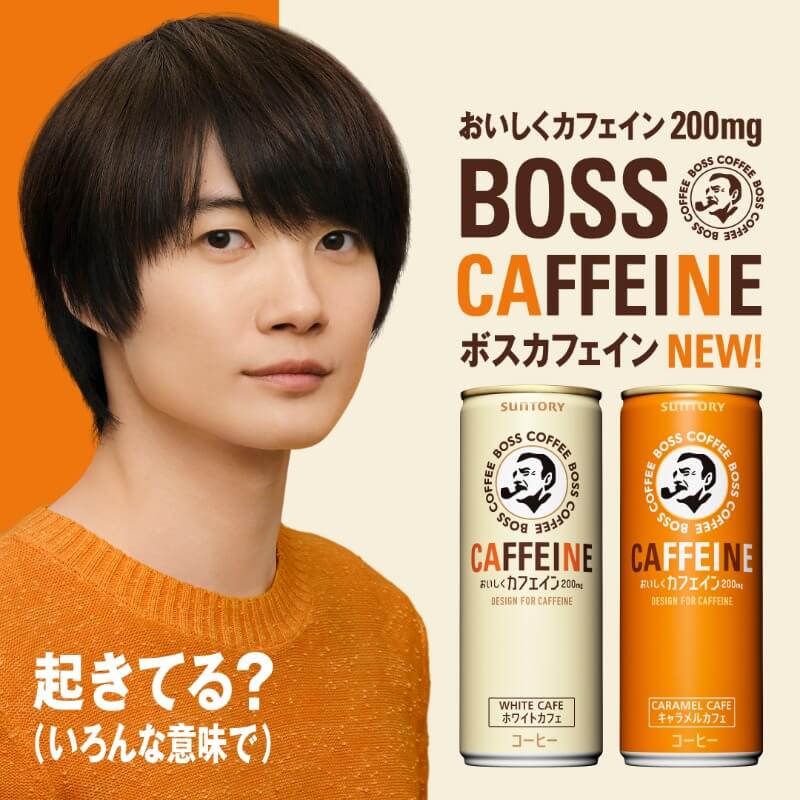 おいしくカフェイン 200mg
BOSS
BOSS COFFEE BOSS COFFEE BOSS COFFEE
CAFFEINE
ボスカフェイン NEW!
起きてる?
(いろんな意味で)
SUNTORY
BOSS COFFEE BOSS COFFEE BOSS COFFEE
CAFFEINE
おいしくカフェイン 200mg
DESIGN FOR CAFFEINE
WHITE CAFE
ホワイトカフェ
コーヒー
SUNTORY
BOSS COFFEE BOSS COFFEE BOSS COFFEE
CAFFEINE
おいしくカフェイン 200mg
DESIGN FOR CAFFEINE
CARAMEL CAFE
キャラメルカフェ
コーヒー